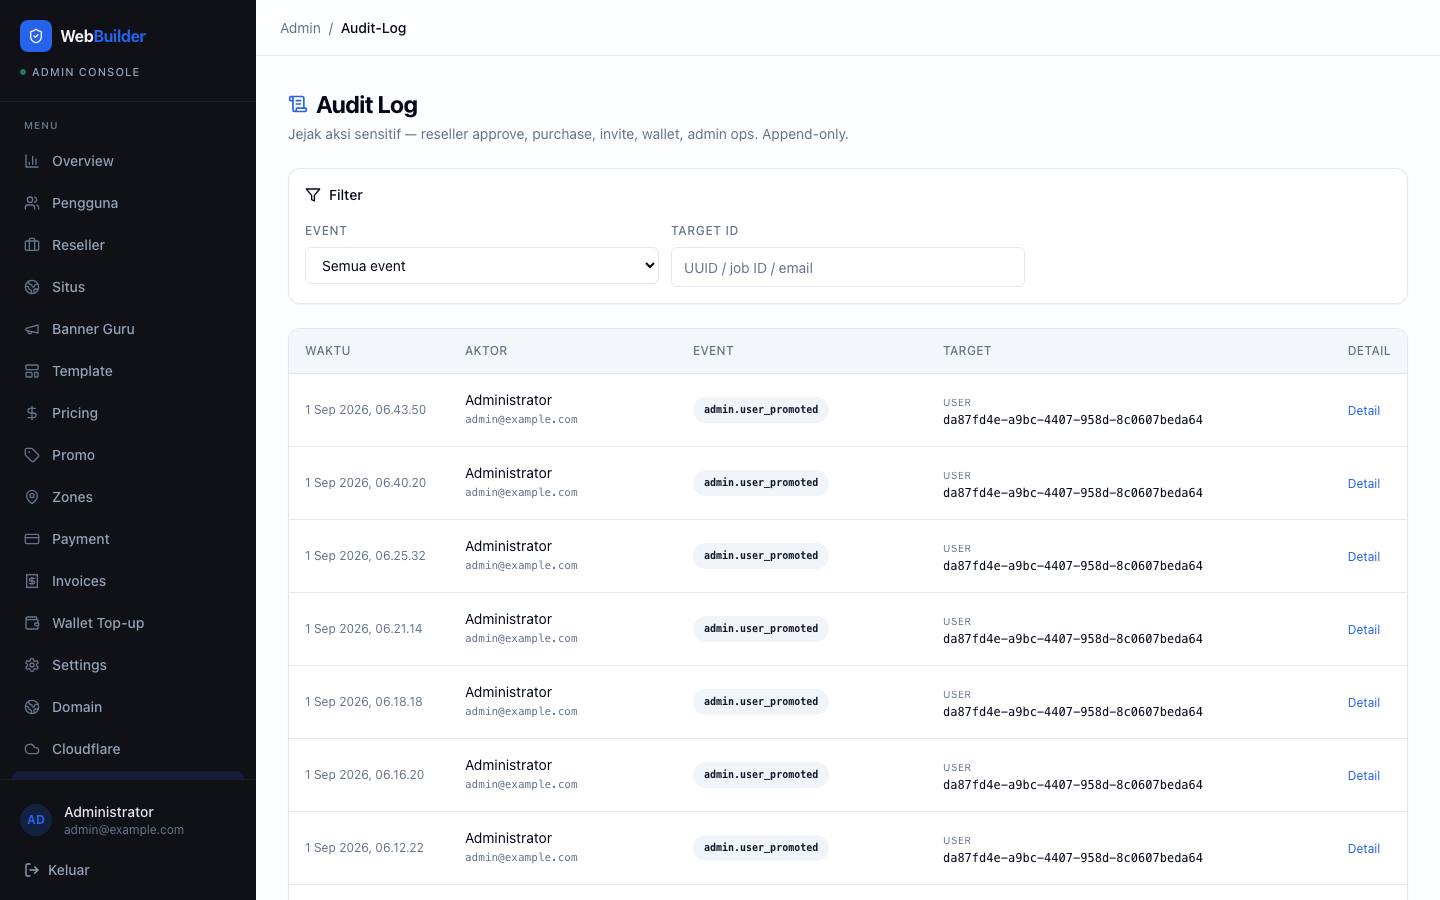 WebBuilder
ADMIN CONSOLE
MENU
Overview
Pengguna
Reseller
Situs
Banner Guru
Template
Pricing
Promo
Zones
Payment
Invoices
Wallet Top-up
Settings
Domain
Cloudflare
AD
Administrator
admin@example.com
Keluar
Admin / Audit-Log
Audit Log
Jejak aksi sensitif — reseller approve, purchase, invite, wallet, admin ops. Append-only.
Filter
EVENT TARGET ID
Semua event UUID / job ID / email
WAKTU AKTOR EVENT TARGET DETAIL
1 Sep 2026, 06.43.50 Administrator admin.user_promoted USER Detail
admin@example.com da87fd4e-a9bc-4407-958d-8c0607beda64
1 Sep 2026, 06.40.20 Administrator admin.user_promoted USER Detail
admin@example.com da87fd4e-a9bc-4407-958d-8c0607beda64
1 Sep 2026, 06.25.32 Administrator admin.user_promoted USER Detail
admin@example.com da87fd4e-a9bc-4407-958d-8c0607beda64
1 Sep 2026, 06.21.14 Administrator admin.user_promoted USER Detail
admin@example.com da87fd4e-a9bc-4407-958d-8c0607beda64
1 Sep 2026, 06.18.18 Administrator admin.user_promoted USER Detail
admin@example.com da87fd4e-a9bc-4407-958d-8c0607beda64
1 Sep 2026, 06.16.20 Administrator admin.user_promoted USER Detail
admin@example.com da87fd4e-a9bc-4407-958d-8c0607beda64
1 Sep 2026, 06.12.22 Administrator admin.user_promoted USER Detail
admin@example.com da87fd4e-a9bc-4407-958d-8c0607beda64